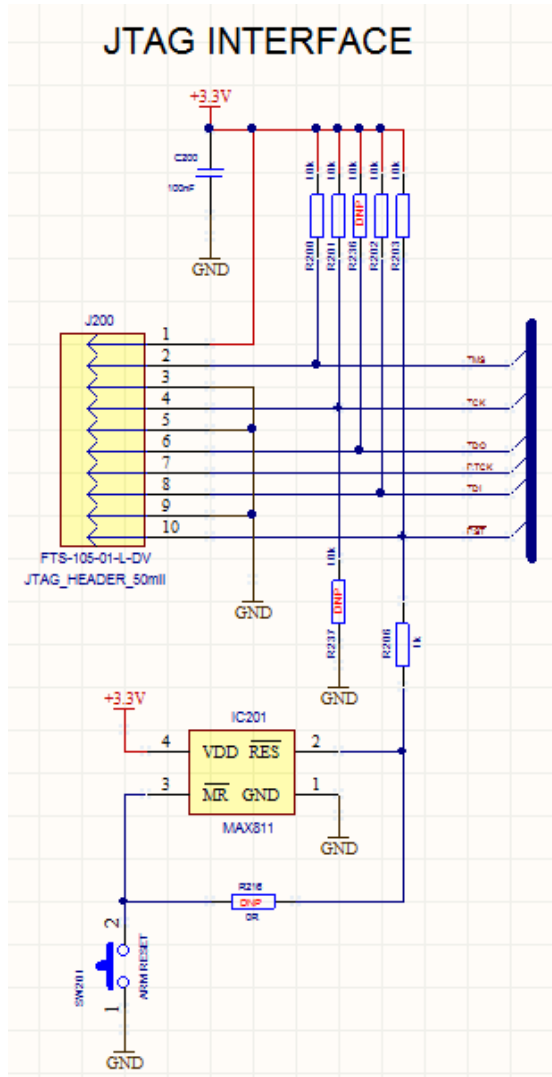 JTAG INTERFACE
+3.3V
C200
100nF
GND
10k
10k
10k
10k
10k
DNP
R200
R201
R236
R202
R203
J200
1
2
3
4
5
6
7
8
9
10
TMS
TCK
TDO
RTCK
TDI
RST
FTS-105-01-L-DV
JTAG_HEADER_50mil
GND
10k
DNP
R237
GND
R206
1k
+3.3V
IC201
4
VDD
RES
2
3
MR
GND
1
MAX811
GND
R216
DNP
0R
2
SW201
ARM RESET
1
GND